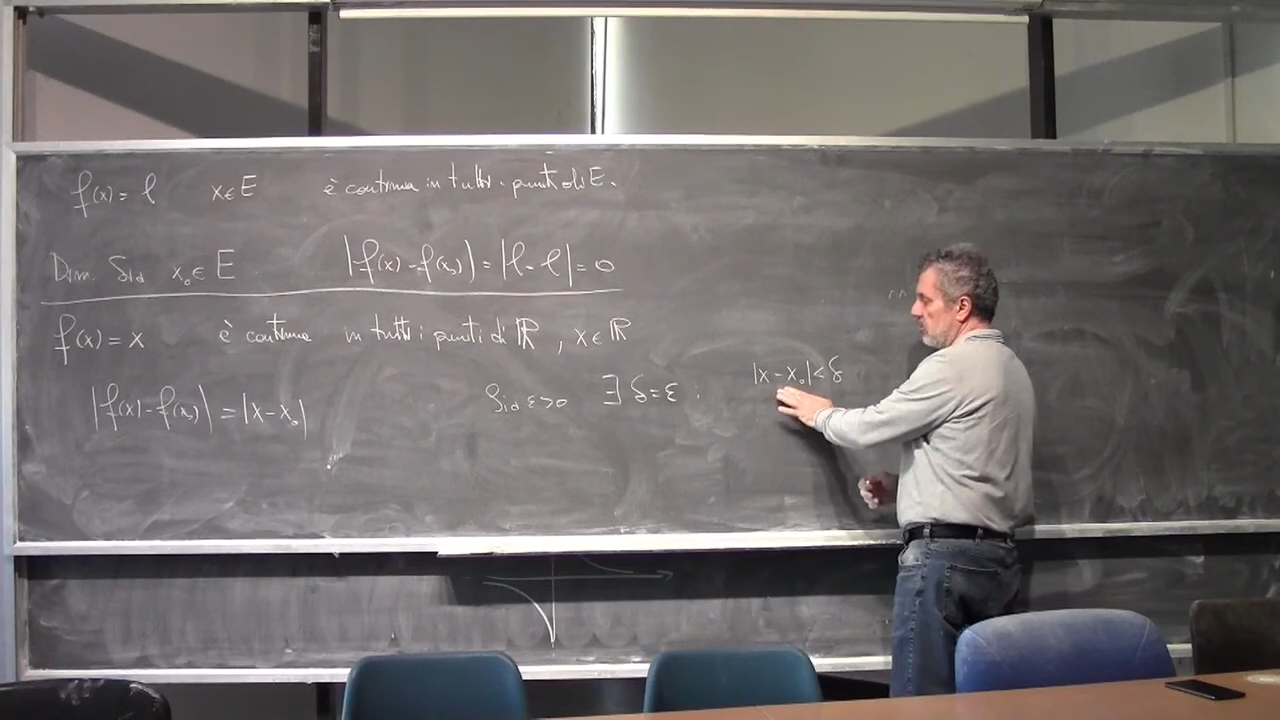 f(x) = l x ∈ E è continua in tutti i punti di E.
Dim. Sia x₀ ∈ E |f(x) - f(x₀)| = |l - l| = 0
f(x) = x è continua in tutti i punti di ℝ, x ∈ ℝ
|f(x) - f(x₀)| = |x - x₀| Sia ε > 0 ∃ δ = ε : |x - x₀| < δ